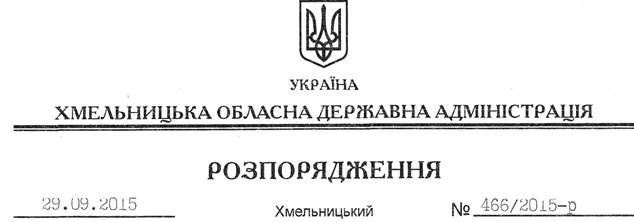 УКРАЇНА
ХМЕЛЬНИЦЬКА ОБЛАСНА ДЕРЖАВНА АДМІНІСТРАЦІЯ
РОЗПОРЯДЖЕННЯ
29.09.2015 Хмельницький № 466/2015-р